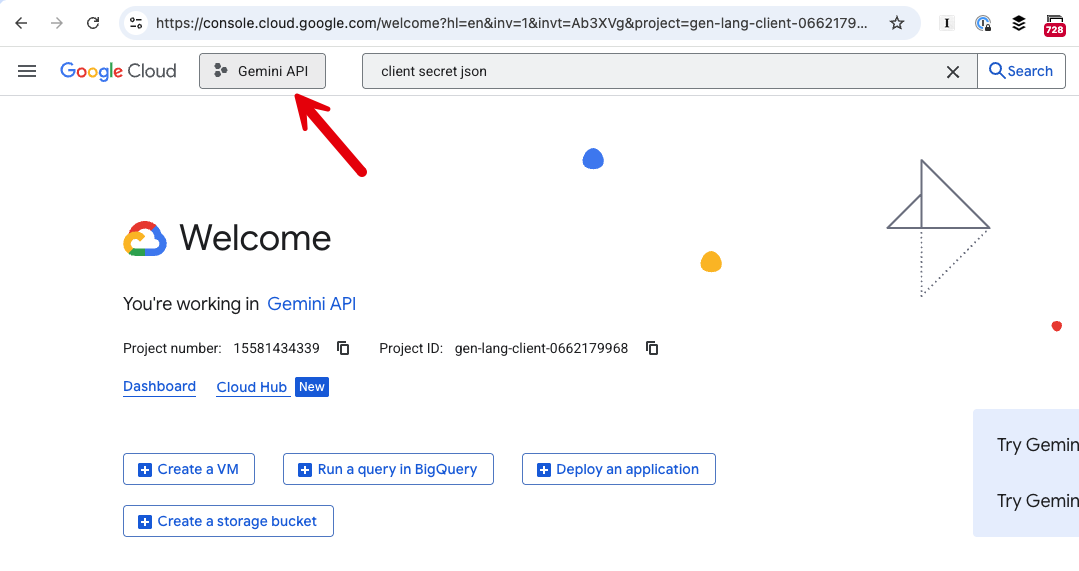 https://console.cloud.google.com/welcome?hl=en&inv=1&invt=Ab3XVg&project=gen-lang-client-0662179...
I
728
Google Cloud
Gemini API
client secret json
Search
Welcome
You're working in Gemini API
Project number: 15581434339
Project ID: gen-lang-client-0662179968
Dashboard
Cloud Hub New
Create a VM
Run a query in BigQuery
Deploy an application
Create a storage bucket
Try Gemin
Try Gemin